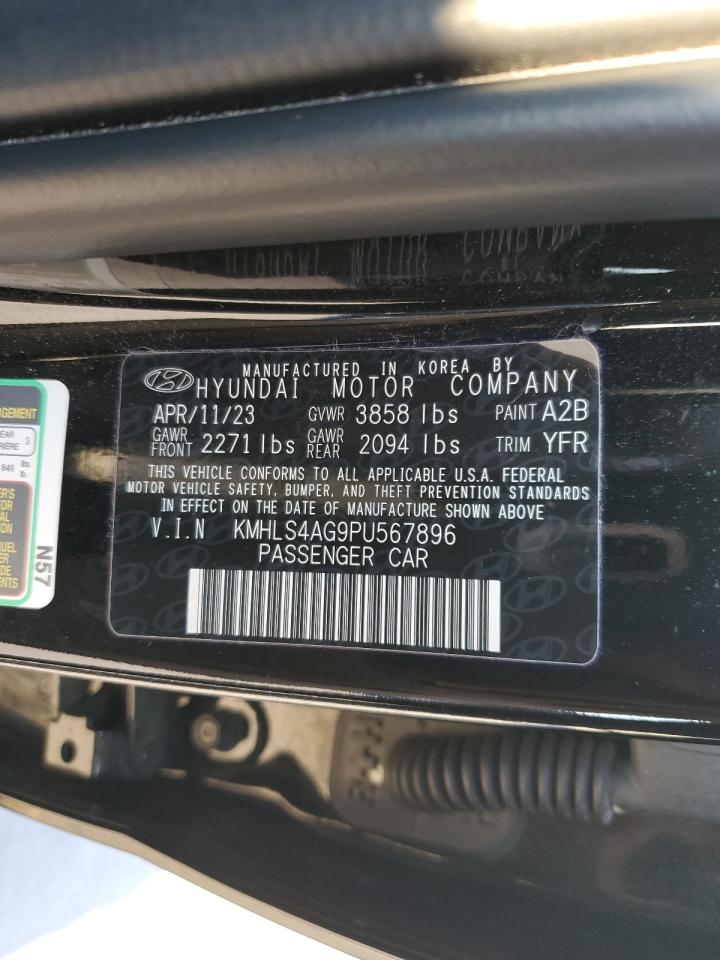 MANUFACTURED IN KOREA BY
HYUNDAI MOTOR COMPANY
APR/11/23 GVWR 3858 lbs PAINT A2B
GAWR FRONT 2271 lbs GAWR REAR 2094 lbs TRIM YFR
THIS VEHICLE CONFORMS TO ALL APPLICABLE U.S.A. FEDERAL
MOTOR VEHICLE SAFETY, BUMPER, AND THEFT PREVENTION STANDARDS
IN EFFECT ON THE DATE OF MANUFACTURE SHOWN ABOVE
V.I.N KMHLS4AG9PU567896
PASSENGER CAR
N57